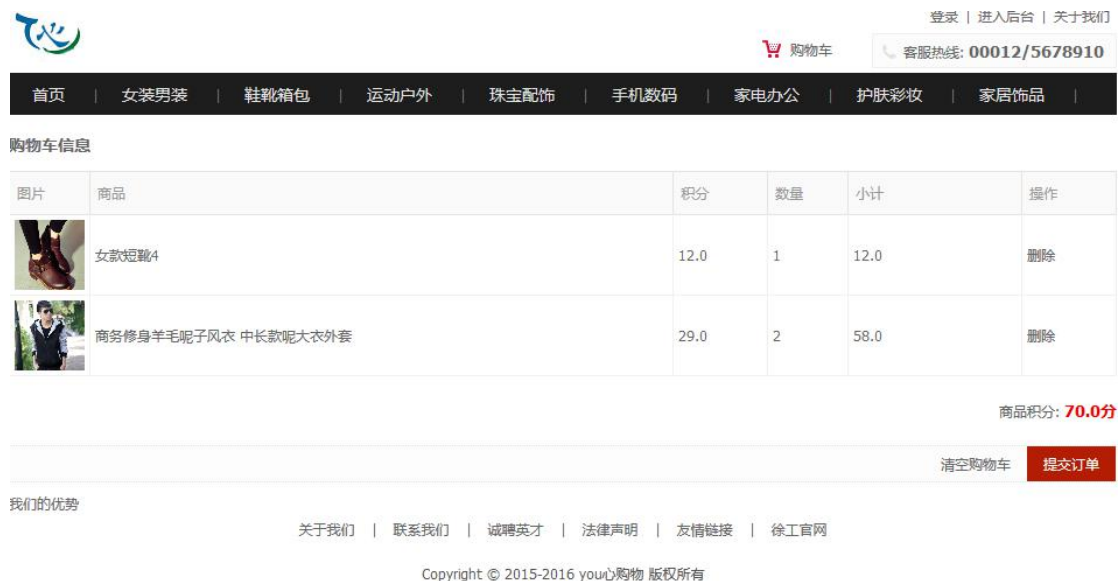 登录 | 进入后台 | 关于我们
购物车 客服热线: 00012/5678910
首页 | 女装男装 | 鞋靴箱包 | 运动户外 | 珠宝配饰 | 手机数码 | 家电办公 | 护肤彩妆 | 家居饰品 |
购物车信息
图片 商品 积分 数量 小计 操作
女款短靴4 12.0 1 12.0 删除
商务修身羊毛呢子风衣 中长款呢大衣外套 29.0 2 58.0 删除
商品积分: 70.0分
清空购物车 提交订单
我们的优势
关于我们 | 联系我们 | 诚聘英才 | 法律声明 | 友情链接 | 徐工官网
Copyright © 2015-2016 you心购物 版权所有